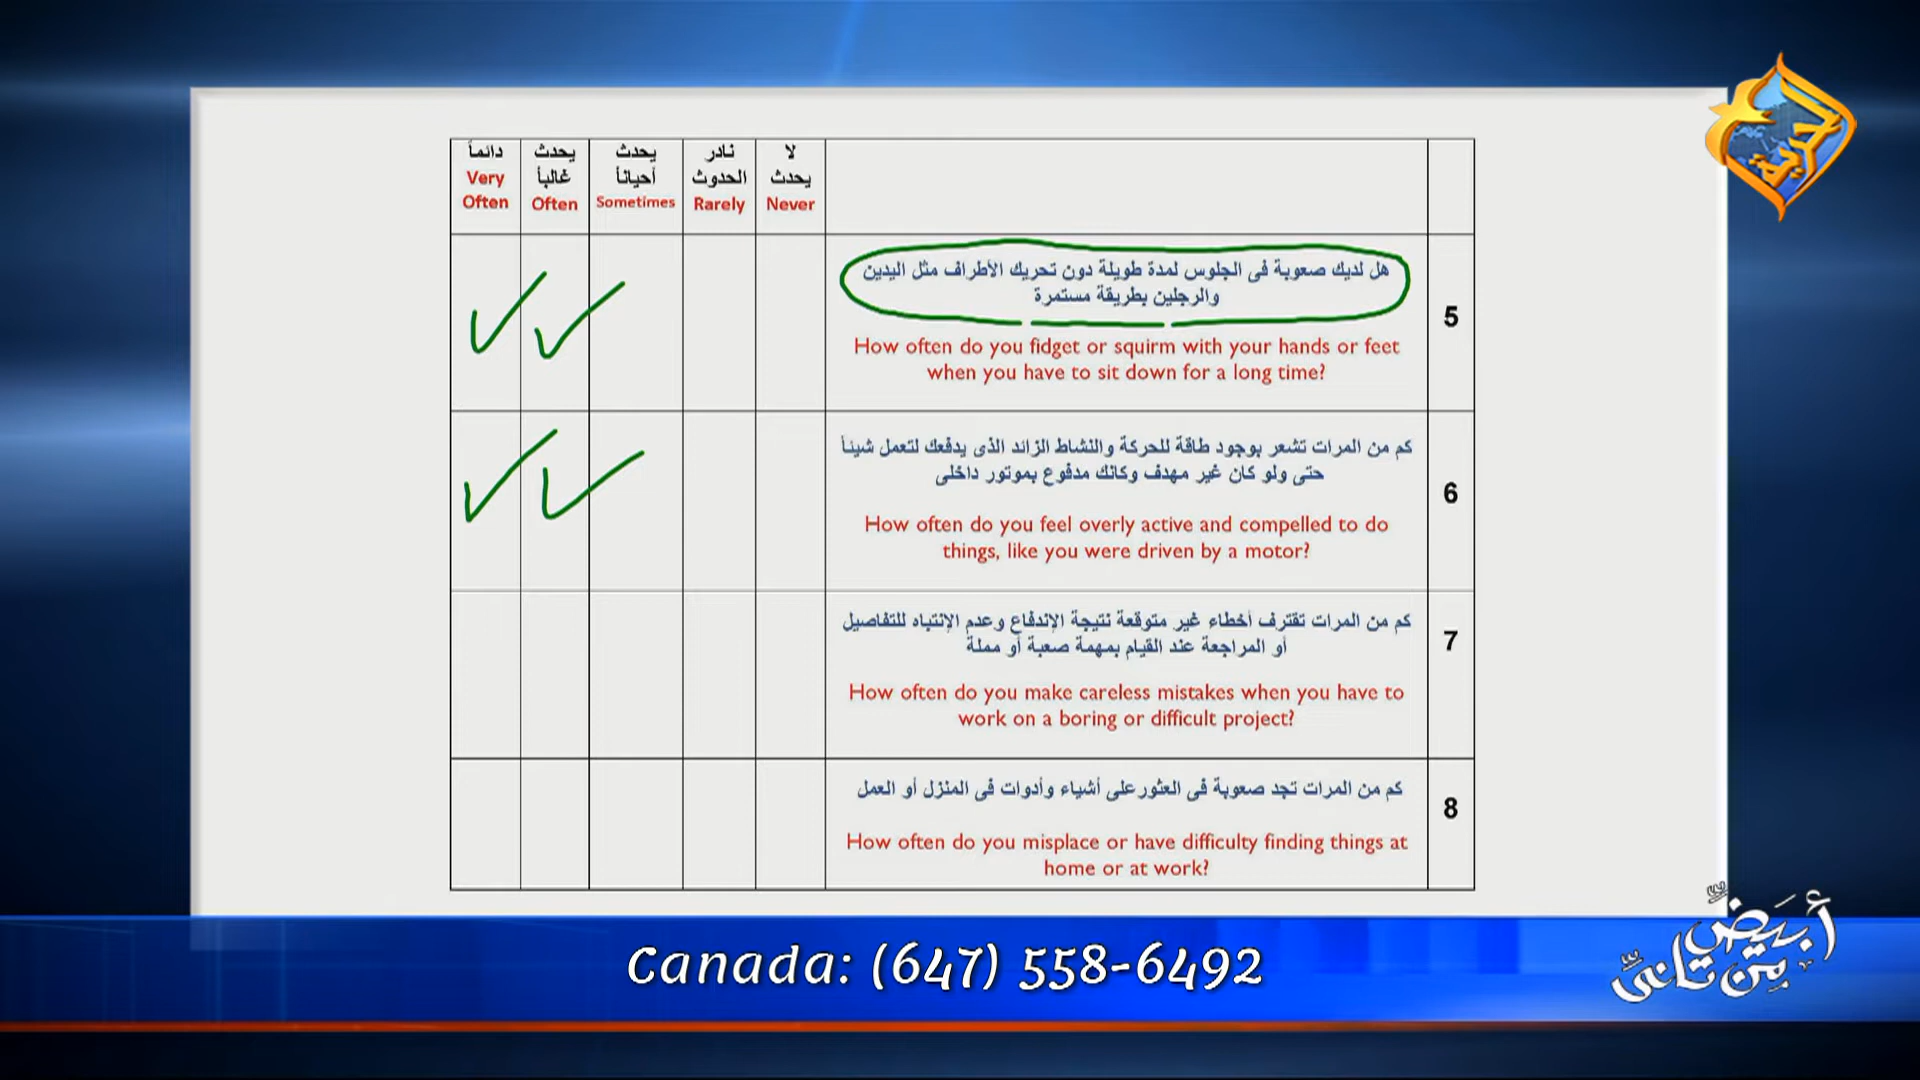 الحرية
لا
يحدث
Never
نادر
الحدوث
Rarely
يحدث
أحياناً
Sometimes
يحدث
غالباً
Often
دائماً
Very
Often
5
هل لديك صعوبة فى الجلوس لمدة طويلة دون تحريك الأطراف مثل اليدين
والرجلين بطريقة مستمرة
How often do you fidget or squirm with your hands or feet
when you have to sit down for a long time?
6
كم من المرات تشعر بوجود طاقة للحركة والنشاط الزائد الذى يدفعك لتعمل شيئاً
حتى ولو كان غير مهدف وكانك مدفوع بموتور داخلى
How often do you feel overly active and compelled to do
things, like you were driven by a motor?
7
كم من المرات تقترف أخطاء غير متوقعة نتيجة الإندفاع وعدم الإنتباه للتفاصيل
أو المراجعة عند القيام بمهمة صعبة أو مملة
How often do you make careless mistakes when you have to
work on a boring or difficult project?
8
كم من المرات تجد صعوبة فى العثورعلى أشياء وأدوات فى المنزل أو العمل
How often do you misplace or have difficulty finding things at
home or at work?
Canada: (647) 558-6492
أبيضّ
من تانىّ